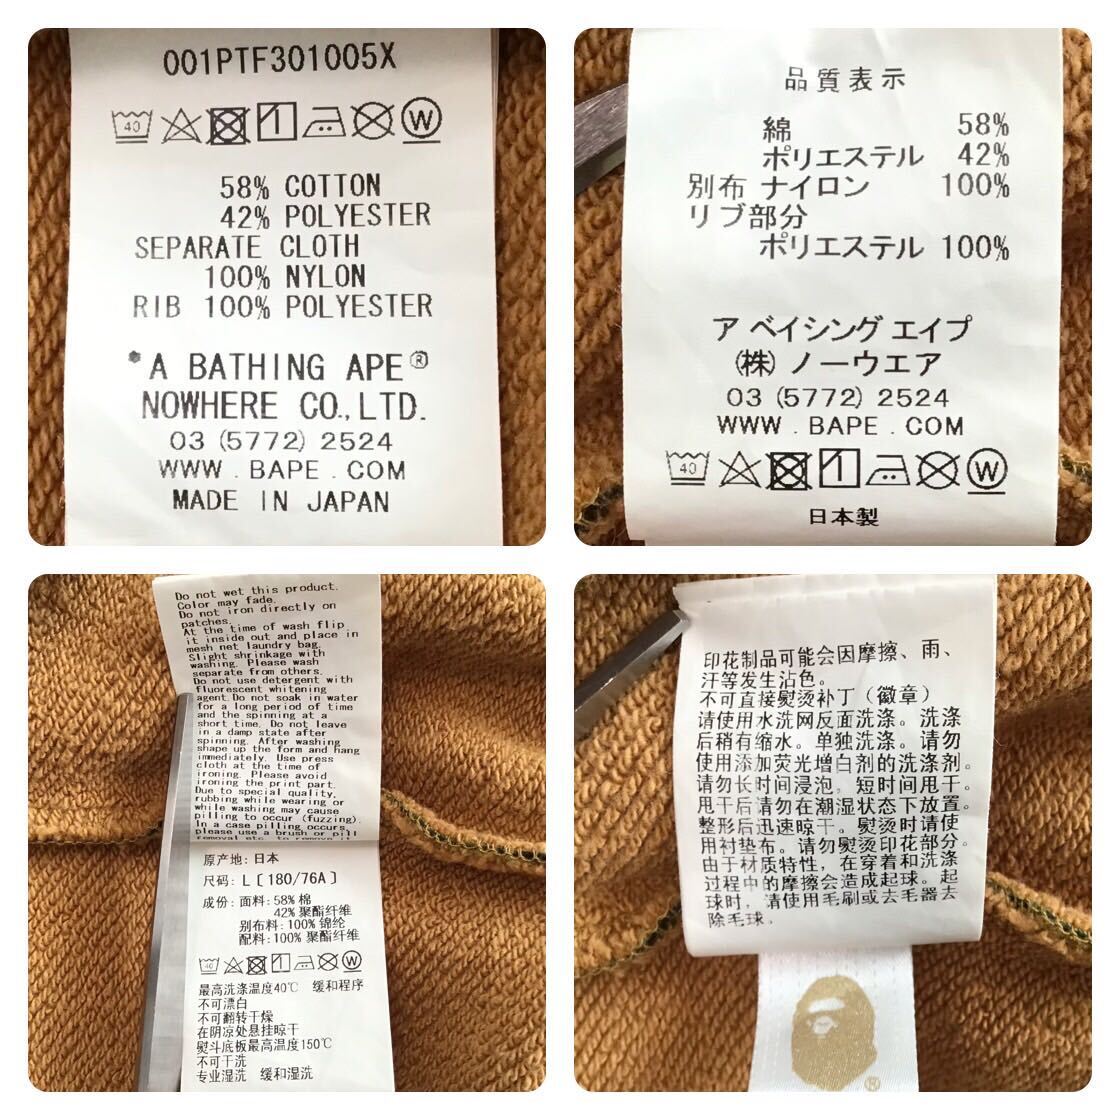 001PTF301005X
40
W
58% COTTON
42% POLYESTER
SEPARATE CLOTH
100% NYLON
RIB 100% POLYESTER
*A BATHING APE®
NOWHERE CO.,LTD.
03 (5772) 2524
WWW.BAPE.COM
MADE IN JAPAN
品質表示
綿 58%
ポリエステル 42%
別布 ナイロン 100%
リブ部分
ポリエステル 100%
ア ベイシング エイプ
(株) ノーウエア
03 (5772) 2524
WWW.BAPE.COM
40
W
日本製
Do not wet this product.
Color may fade.
Do not iron directly on
patches.
At the time of wash flip
it inside out and place in
mesh net laundry bag.
Slight shrinkage with
washing. Please wash
separate from others.
Do not use detergent with
fluorescent whitening
agent.Do not soak in water
for a long period of time
and the spinning at a
short time. Do not leave
in a damp state after
spinning. After washing
shape up the form and hang
immediately. Use press
cloth at the time of
ironing. Please avoid
ironing the print part.
Due to special quality,
rubbing while wearing or
while washing may cause
pilling to occur (fuzzing).
In a case pilling occurs,
please use a brush or pill
removal etc. to remove it
原产地: 日本
尺码: L [180/76A]
成份: 面料: 58% 棉
42% 聚酯纤维
别布料: 100% 锦纶
配料: 100% 聚酯纤维
40
W
最高洗涤温度40℃ 缓和程序
不可漂白
不可翻转干燥
在阴凉处悬挂晾干
熨斗底板最高温度150℃
不可干洗
专业湿洗 缓和湿洗
印花制品可能会因摩擦、雨、
汗等发生沾色。
不可直接熨烫补丁（徽章）
请使用水洗网反面洗涤。洗涤
后稍有缩水。单独洗涤。请勿
使用添加荧光增白剂的洗涤剂。
请勿长时间浸泡，短时间甩干。
甩干后请勿在潮湿状态下放置。
整形后迅速晾干。熨烫时请使
用衬垫布。请勿熨烫印花部分。
由于材质特性，在穿着和洗涤
过程中的摩擦会造成起球。起
球时，请使用毛刷或去毛器去
除毛球.
®